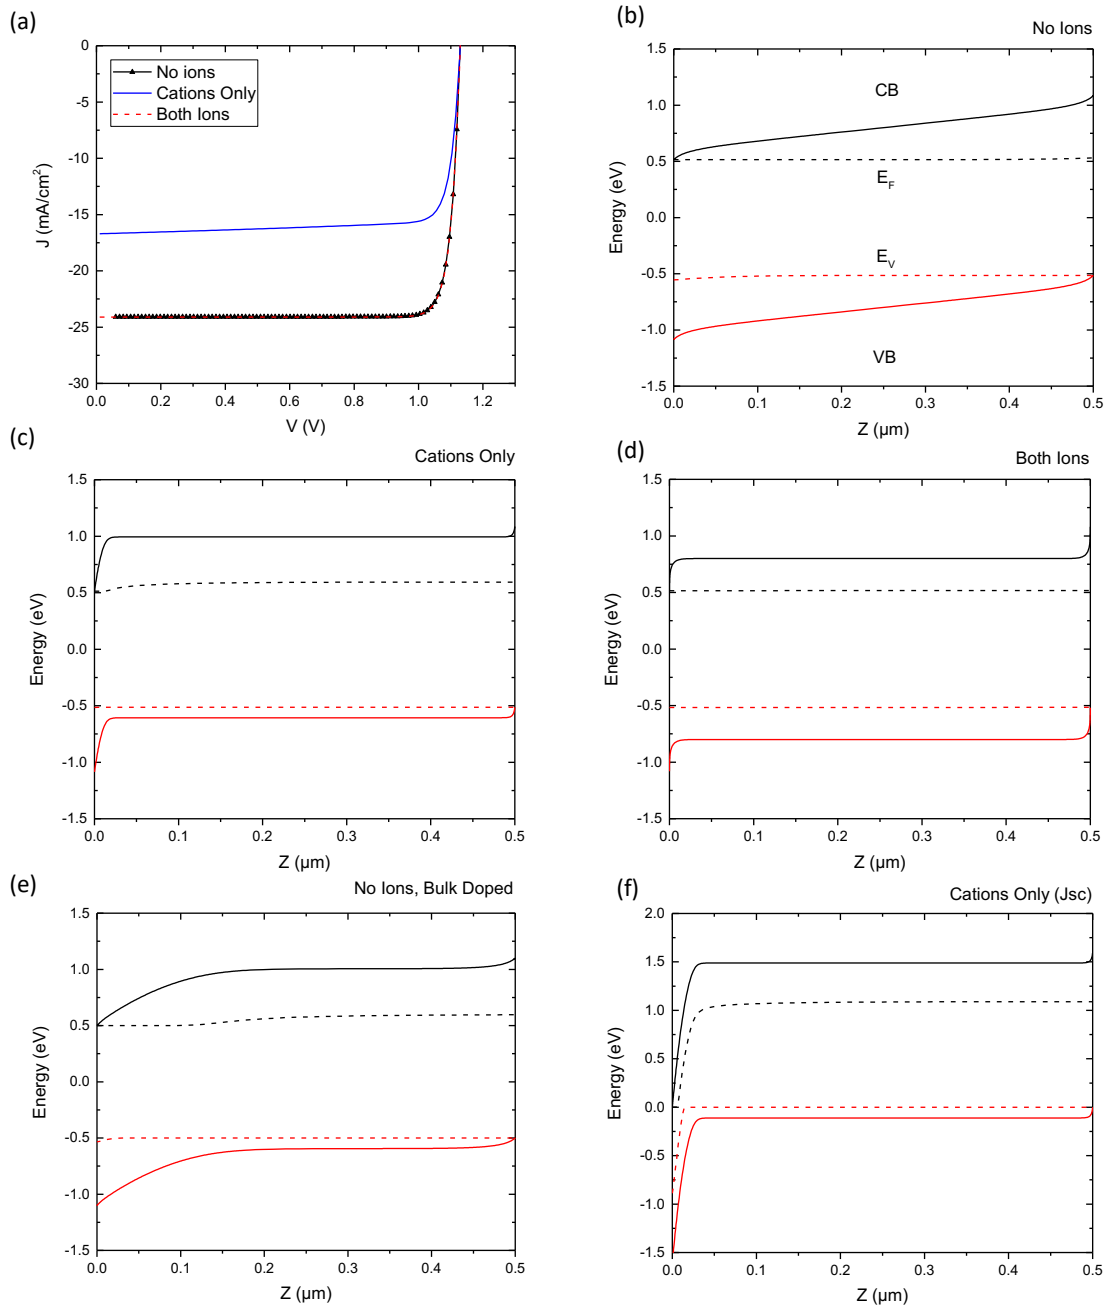 (a)
0
-5
-10
-15
-20
-25
-30
J (mA/cm²)
No ions
Cations Only
Both Ions
0.0 0.2 0.4 0.6 0.8 1.0 1.2
V (V)
(b)
No Ions
1.5
1.0
0.5
0.0
-0.5
-1.0
-1.5
Energy (eV)
CB
E_F
E_V
VB
0.0 0.1 0.2 0.3 0.4 0.5
Z (µm)
(c)
Cations Only
1.5
1.0
0.5
0.0
-0.5
-1.0
-1.5
Energy (eV)
0.0 0.1 0.2 0.3 0.4 0.5
Z (µm)
(d)
Both Ions
1.5
1.0
0.5
0.0
-0.5
-1.0
-1.5
Energy (eV)
0.0 0.1 0.2 0.3 0.4 0.5
Z (µm)
(e)
No Ions, Bulk Doped
1.5
1.0
0.5
0.0
-0.5
-1.0
-1.5
Energy (eV)
0.0 0.1 0.2 0.3 0.4 0.5
Z (µm)
(f)
Cations Only (Jsc)
2.0
1.5
1.0
0.5
0.0
-0.5
-1.0
-1.5
Energy (eV)
0.0 0.1 0.2 0.3 0.4 0.5
Z (µm)